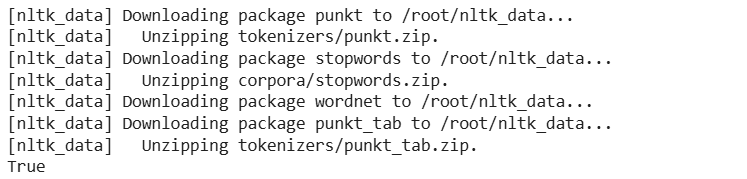 [nltk_data] Downloading package punkt to /root/nltk_data...
[nltk_data]   Unzipping tokenizers/punkt.zip.
[nltk_data] Downloading package stopwords to /root/nltk_data...
[nltk_data]   Unzipping corpora/stopwords.zip.
[nltk_data] Downloading package wordnet to /root/nltk_data...
[nltk_data] Downloading package punkt_tab to /root/nltk_data...
[nltk_data]   Unzipping tokenizers/punkt_tab.zip.
True